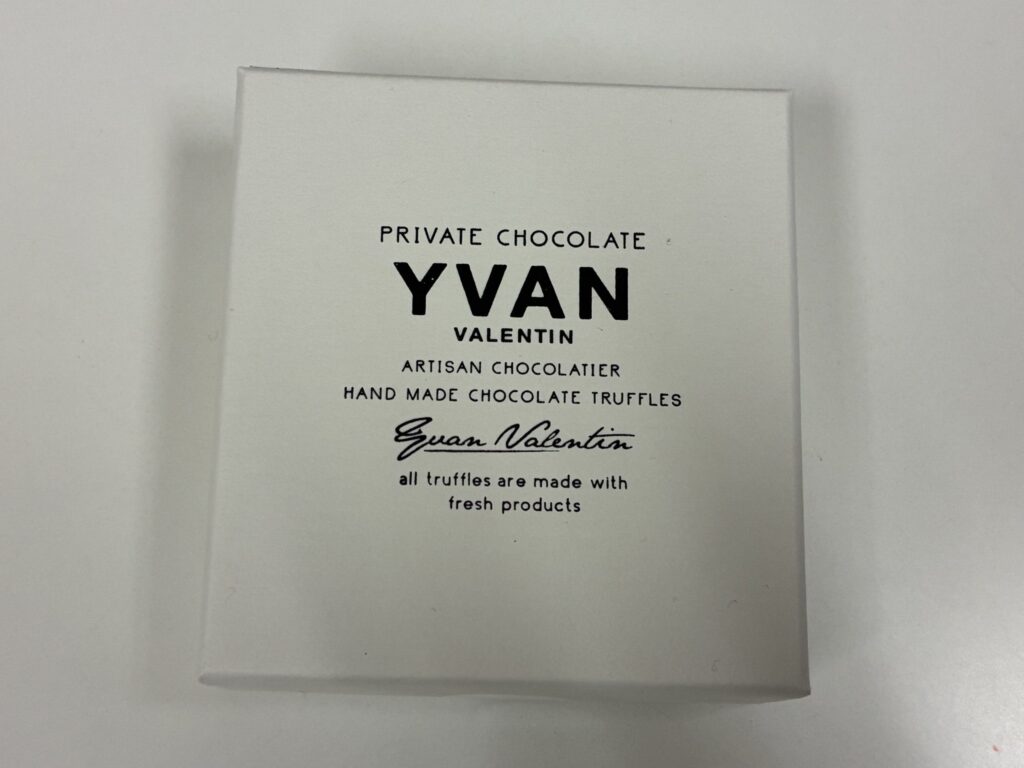 PRIVATE CHOCOLATE
YVAN
VALENTIN
ARTISAN CHOCOLATIER
HAND MADE CHOCOLATE TRUFFLES
Yvan Valentin
all truffles are made with
fresh products